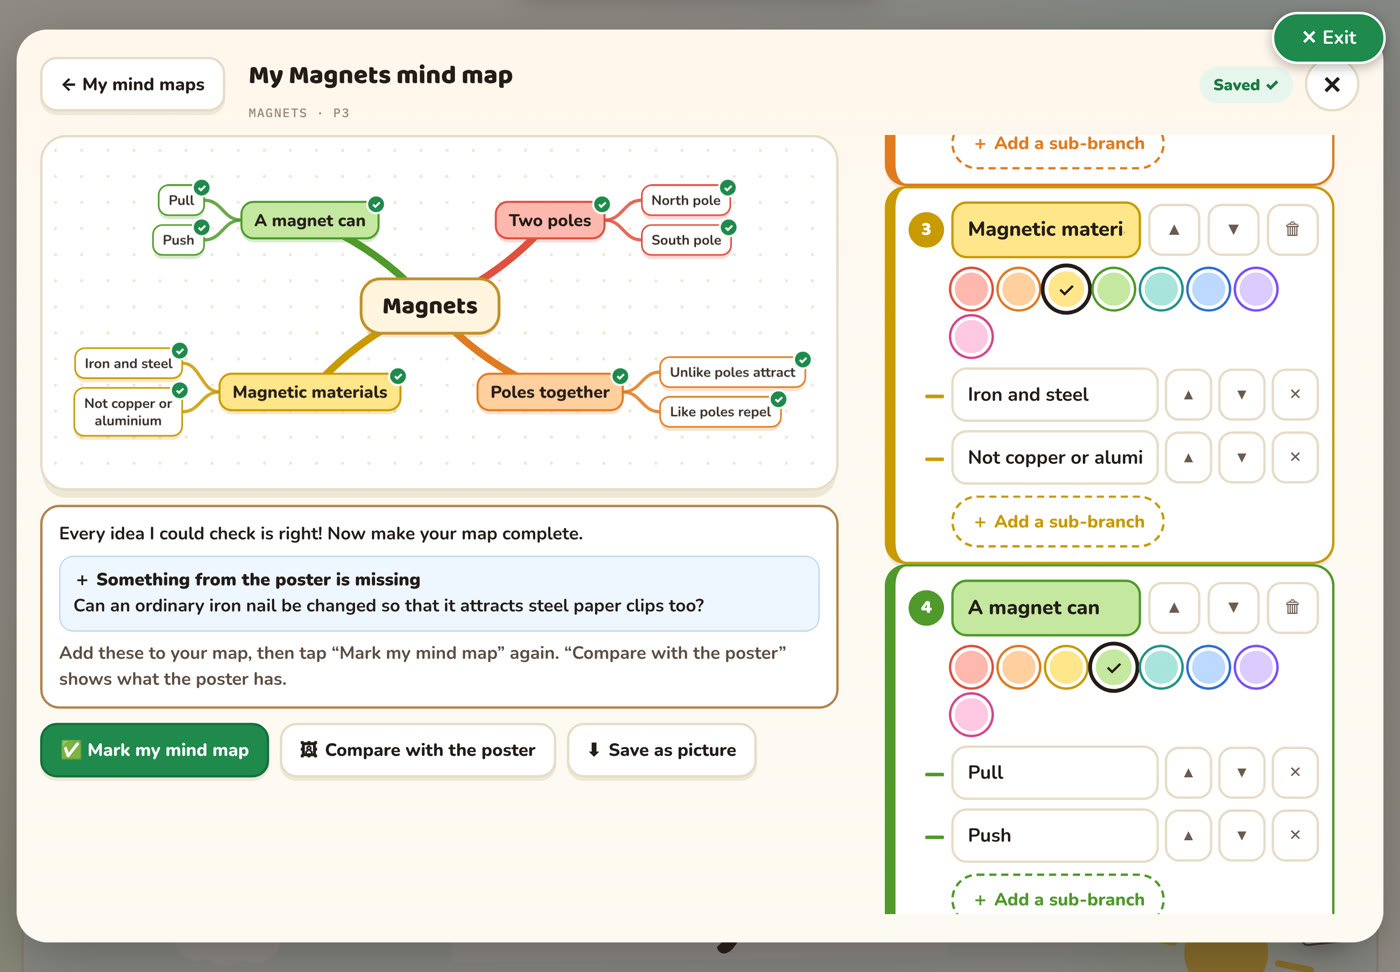 × Exit
← My mind maps
My Magnets mind map
MAGNETS · P3
Saved ✓
×
Pull
Push
A magnet can
Two poles
North pole
South pole
Magnets
Iron and steel
Not copper or
aluminium
Magnetic materials
Poles together
Unlike poles attract
Like poles repel
Every idea I could check is right! Now make your map complete.
+ Something from the poster is missing
Can an ordinary iron nail be changed so that it attracts steel paper clips too?
Add these to your map, then tap “Mark my mind map” again. “Compare with the poster”
shows what the poster has.
✅ Mark my mind map
🖼 Compare with the poster
⬇ Save as picture
+ Add a sub-branch
3
Magnetic materi
Iron and steel
Not copper or alumi
+ Add a sub-branch
4
A magnet can
Pull
Push
+ Add a sub-branch